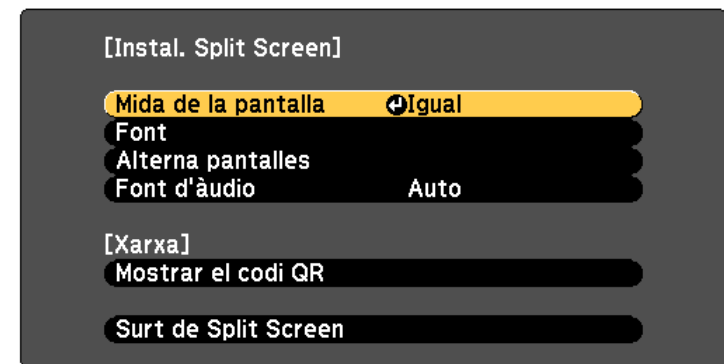 [Instal. Split Screen]
Mida de la pantalla Igual
Font
Alterna pantalles
Font d'àudio Auto
[Xarxa]
Mostrar el codi QR
Surt de Split Screen